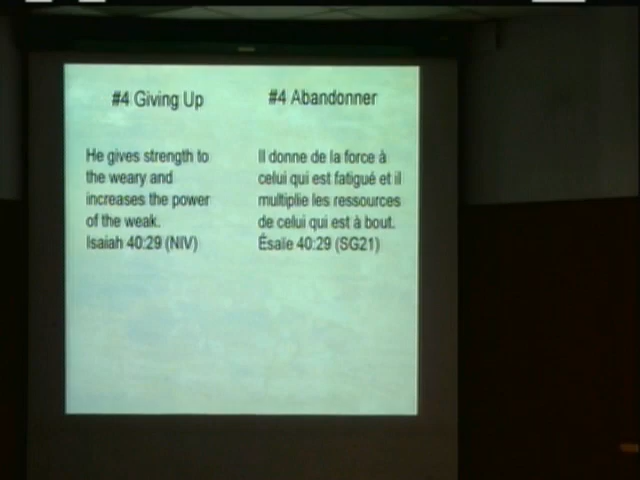 #4 Giving Up
He gives strength to
the weary and
increases the power
of the weak.
Isaiah 40:29 (NIV)
#4 Abandonner
Il donne de la force à
celui qui est fatigué et il
multiplie les ressources
de celui qui est à bout.
Ésaïe 40:29 (SG21)